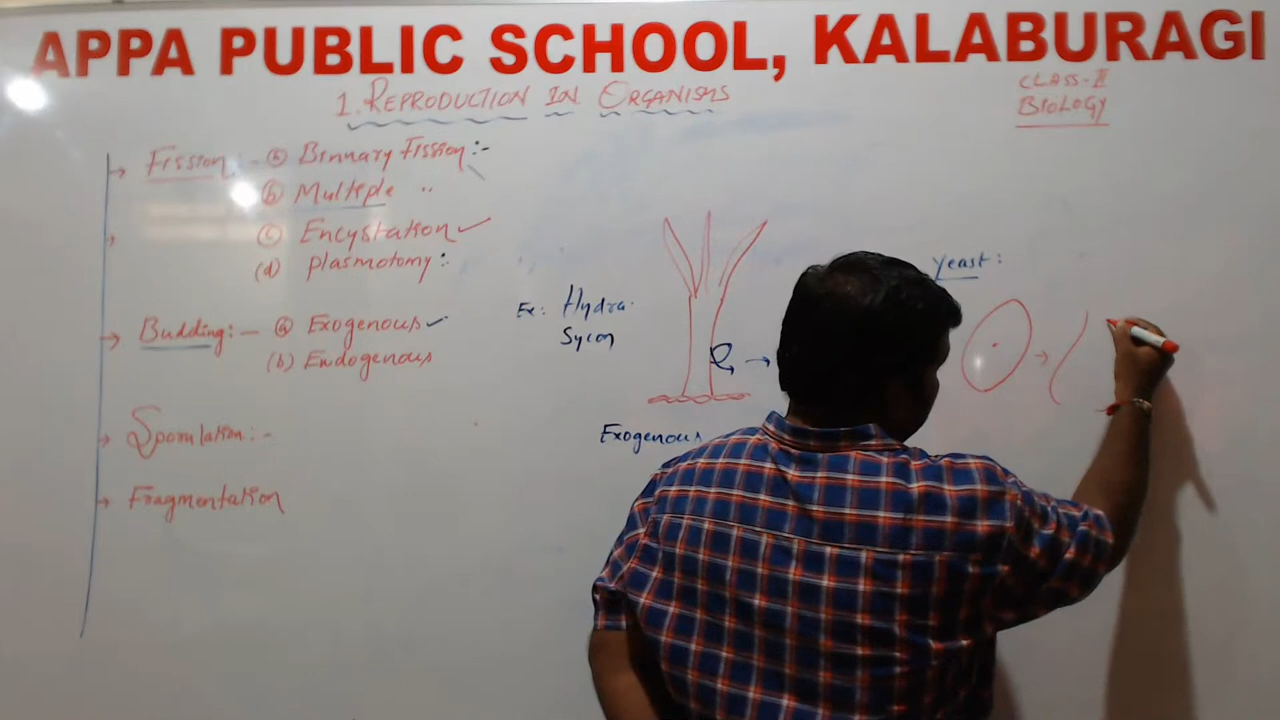 APPA PUBLIC SCHOOL, KALABURAGI
1. REPRODUCTION IN ORGANISMS
CLASS-II
BIOLOGY
→ Fission:- (a) Binnary Fission:-
(b) Multiple "
(c) Encystation ✓
(d) Plasmotomy:
→ Budding:- (a) Exogenous ✓
(b) Endogenous
→ Sporulation:-
→ Fragmentation
Ex: Hydra.
Sycon
Exogenous
Yeast: